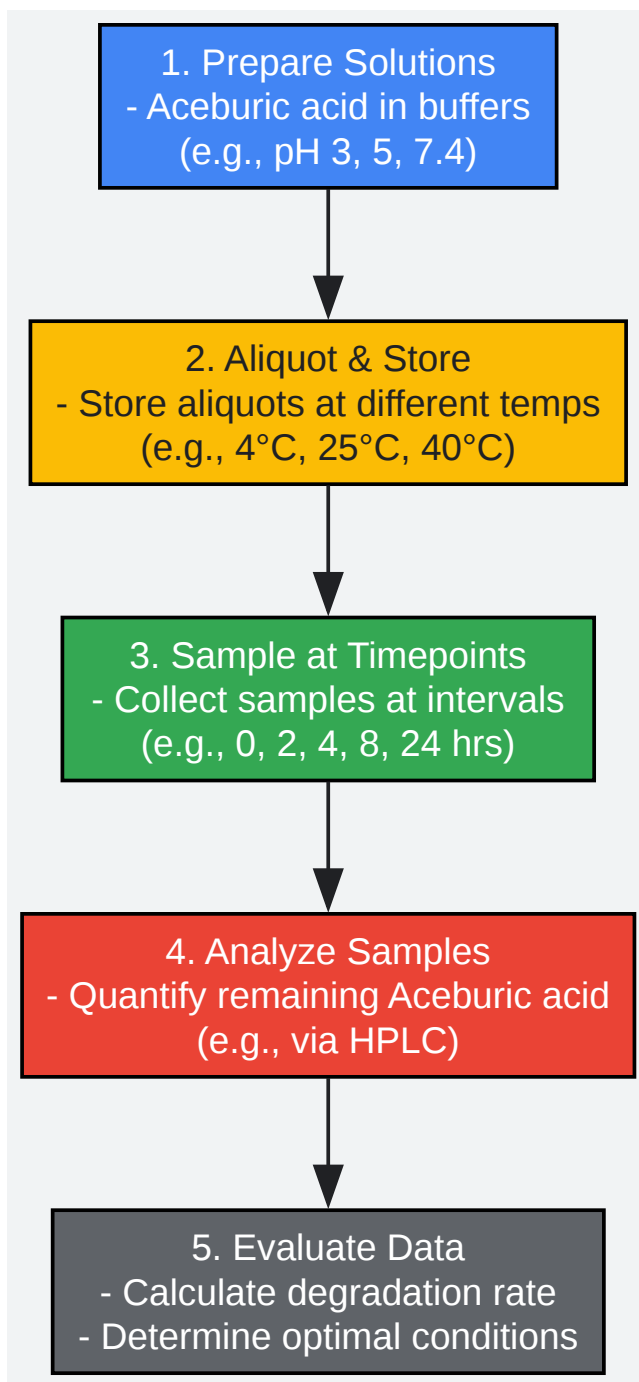 1. Prepare Solutions
- Aceburic acid in buffers
(e.g., pH 3, 5, 7.4)
2. Aliquot & Store
- Store aliquots at different temps
(e.g., 4°C, 25°C, 40°C)
3. Sample at Timepoints
- Collect samples at intervals
(e.g., 0, 2, 4, 8, 24 hrs)
4. Analyze Samples
- Quantify remaining Aceburic acid
(e.g., via HPLC)
5. Evaluate Data
- Calculate degradation rate
- Determine optimal conditions